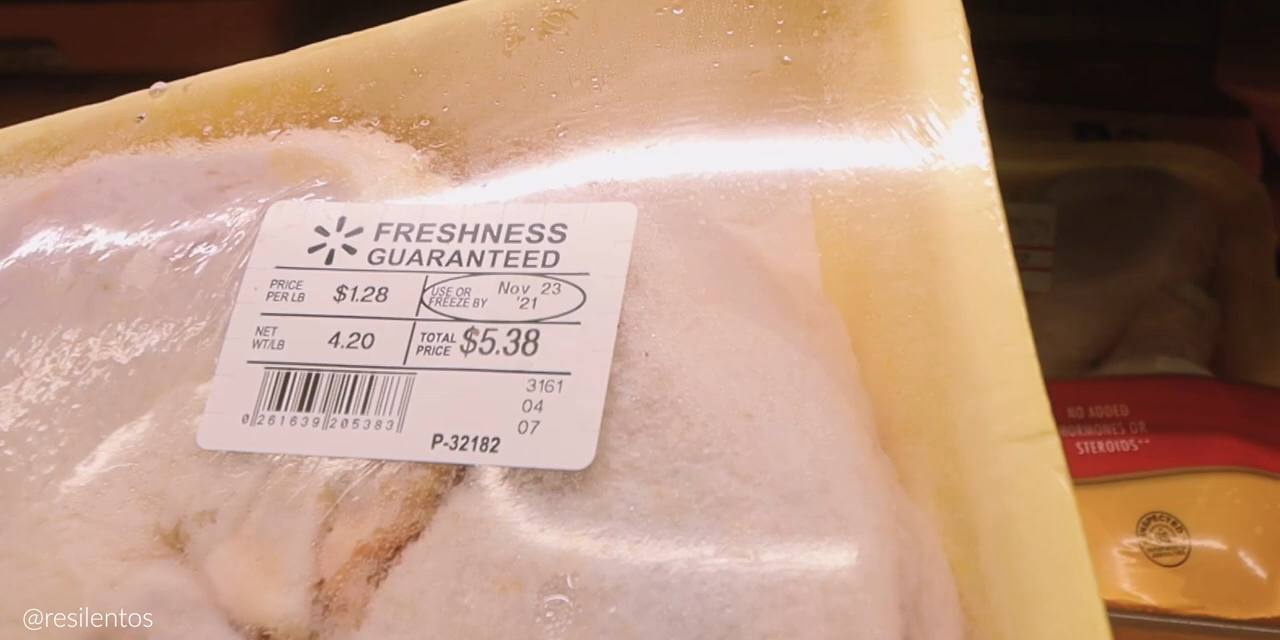 FRESHNESS
GUARANTEED
PRICE
PER LB
$1.28
USE OR
FREEZE BY
Nov 23
'21
NET
WT/LB
4.20
TOTAL
PRICE
$5.38
0 261639 205383
3161
04
07
P-32182
NO ADDED
HORMONES OR
STEROIDS**
INSPECTED
@resilentos